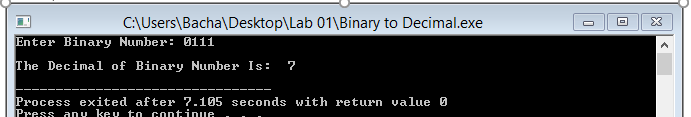 C:\Users\Bacha\Desktop\Lab 01\Binary to Decimal.exe
Enter Binary Number: 0111
The Decimal of Binary Number Is:  7
--------------------------------
Process exited after 7.105 seconds with return value 0
Press any key to continue . . .